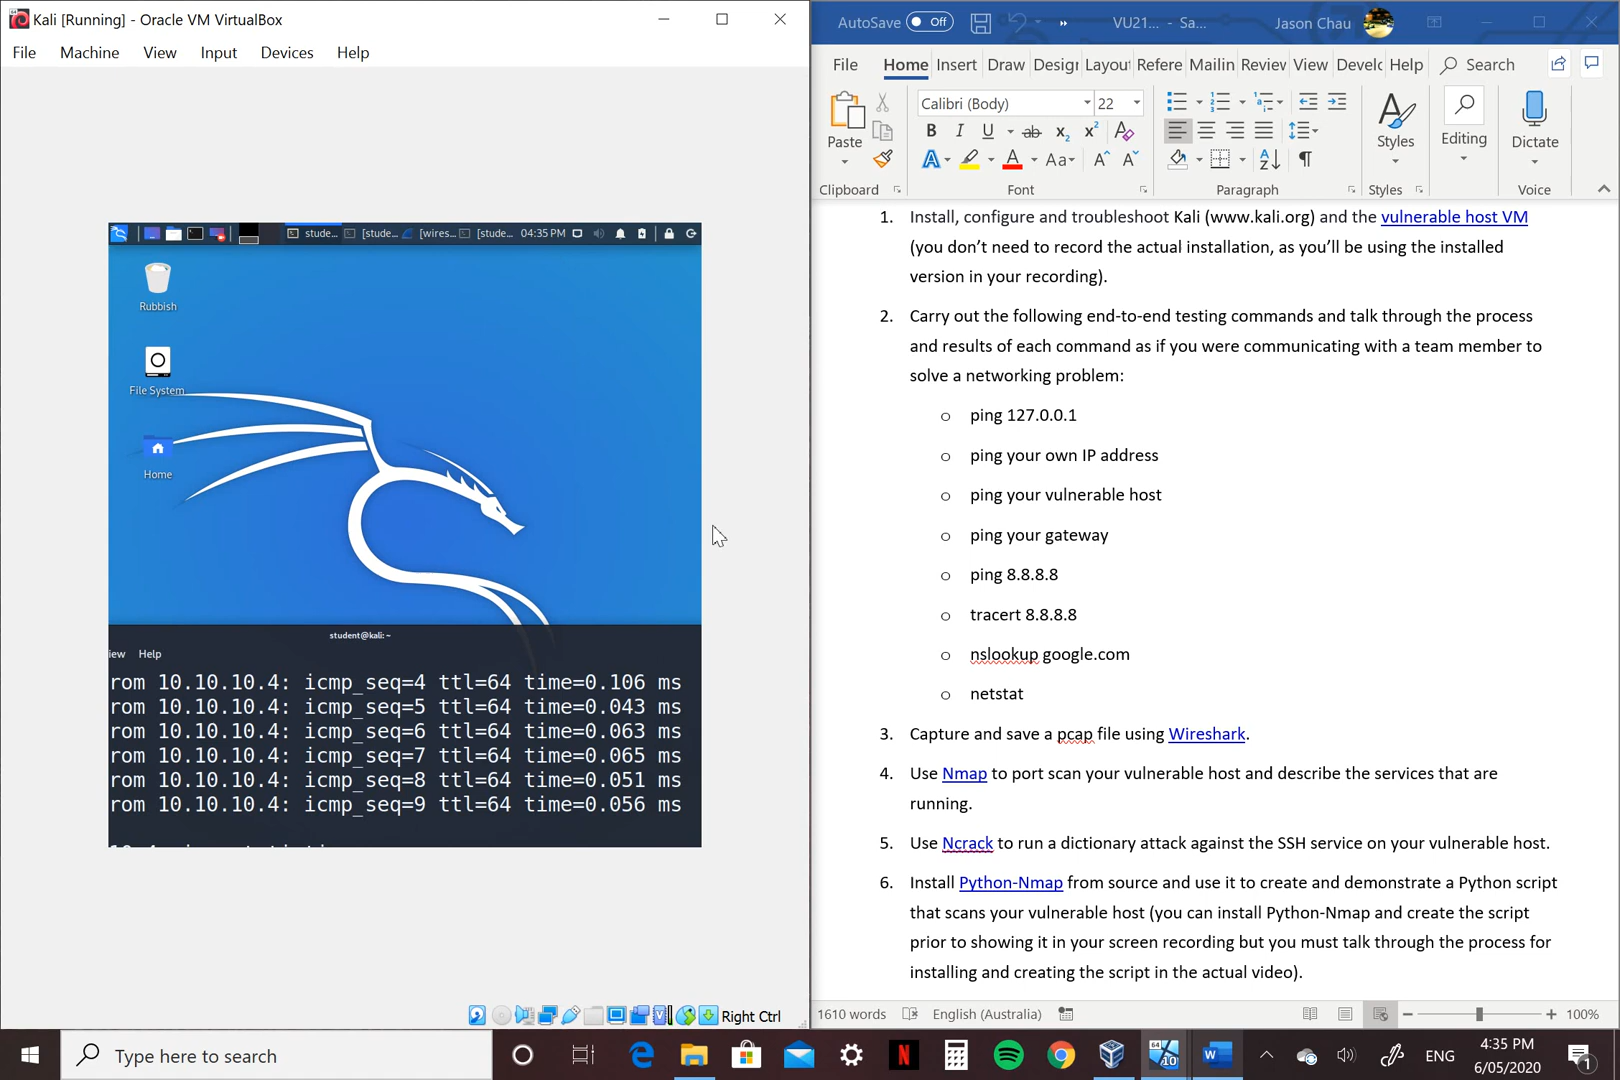 Kali [Running] - Oracle VM VirtualBox
File Machine View Input Devices Help
stude... [stude... [wires... [stude... 04:35 PM
Rubbish
File System
Home
student@kali: ~
iew Help
rom 10.10.10.4: icmp_seq=4 ttl=64 time=0.106 ms
rom 10.10.10.4: icmp_seq=5 ttl=64 time=0.043 ms
rom 10.10.10.4: icmp_seq=6 ttl=64 time=0.063 ms
rom 10.10.10.4: icmp_seq=7 ttl=64 time=0.065 ms
rom 10.10.10.4: icmp_seq=8 ttl=64 time=0.051 ms
rom 10.10.10.4: icmp_seq=9 ttl=64 time=0.056 ms
Right Ctrl
AutoSave Off VU21... - Sa... Jason Chau
File Home Insert Draw Design Layout Refere Mailin Review View Develo Help Search
Calibri (Body) 22
Paste Styles Editing Dictate
Clipboard Font Paragraph Styles Voice
1. Install, configure and troubleshoot Kali (www.kali.org) and the vulnerable host VM
(you don’t need to record the actual installation, as you’ll be using the installed
version in your recording).
2. Carry out the following end-to-end testing commands and talk through the process
and results of each command as if you were communicating with a team member to
solve a networking problem:
o ping 127.0.0.1
o ping your own IP address
o ping your vulnerable host
o ping your gateway
o ping 8.8.8.8
o tracert 8.8.8.8
o nslookup google.com
o netstat
3. Capture and save a pcap file using Wireshark.
4. Use Nmap to port scan your vulnerable host and describe the services that are
running.
5. Use Ncrack to run a dictionary attack against the SSH service on your vulnerable host.
6. Install Python-Nmap from source and use it to create and demonstrate a Python script
that scans your vulnerable host (you can install Python-Nmap and create the script
prior to showing it in your screen recording but you must talk through the process for
installing and creating the script in the actual video).
1610 words English (Australia) 100%
Type here to search
ENG
4:35 PM
6/05/2020
1